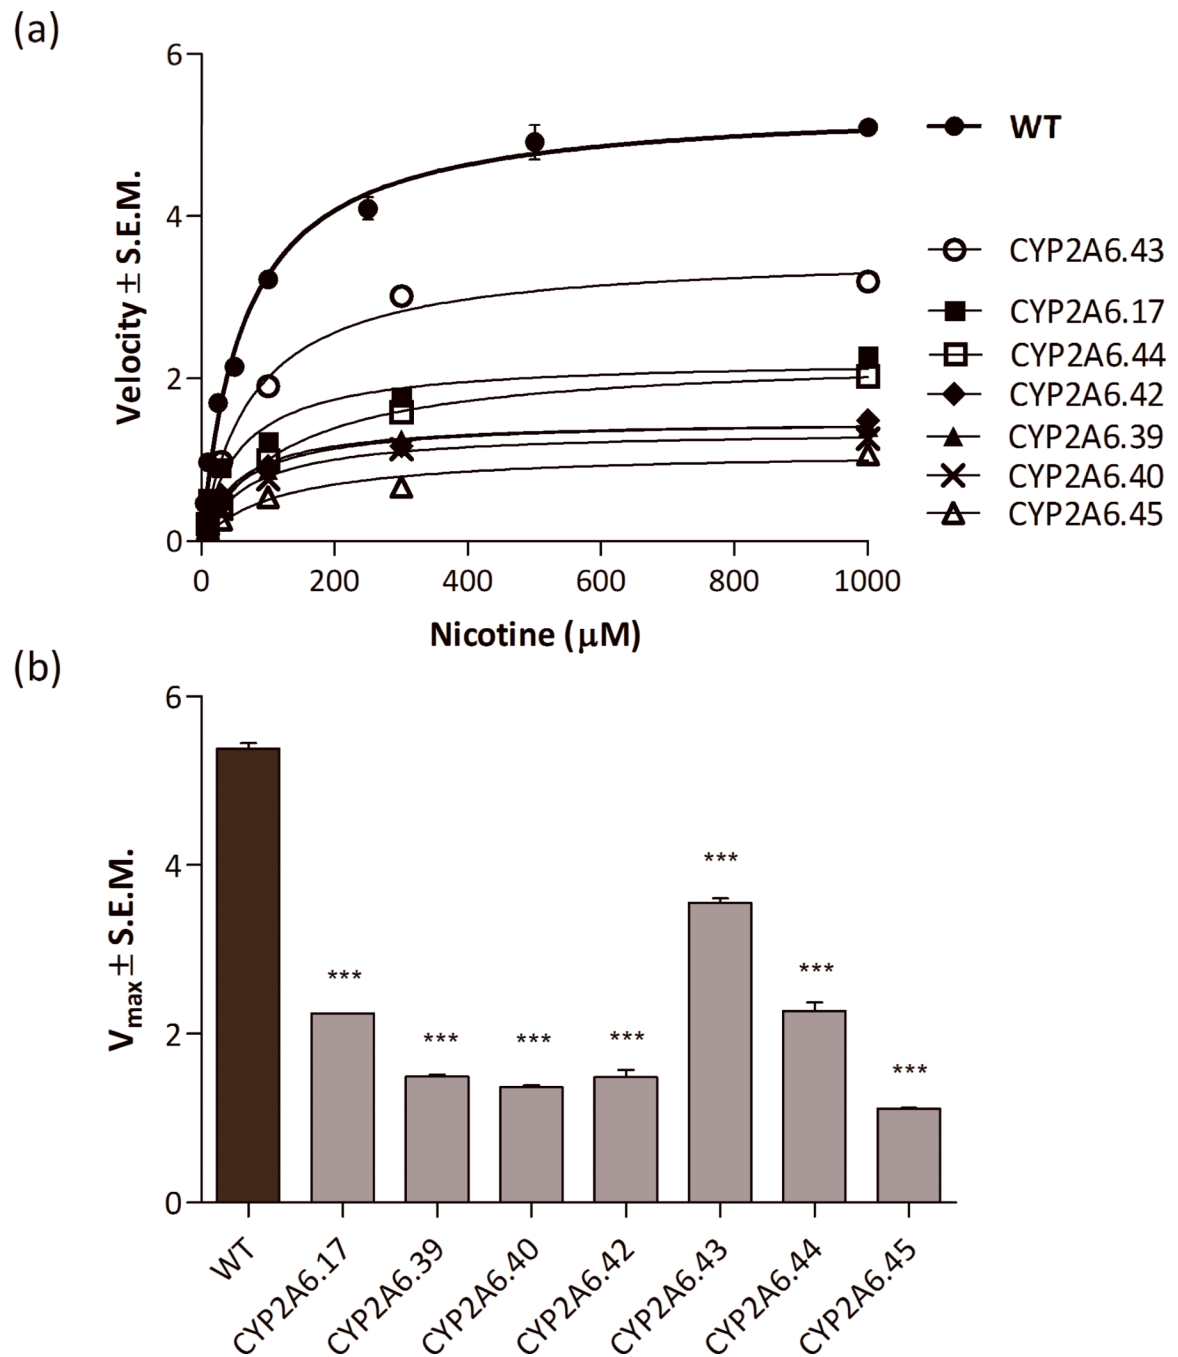 (a)
6
4
2
0
Velocity ± S.E.M.
0 200 400 600 800 1000
Nicotine (μM)
WT
CYP2A6.43
CYP2A6.17
CYP2A6.44
CYP2A6.42
CYP2A6.39
CYP2A6.40
CYP2A6.45
(b)
6
4
2
0
Vmax ± S.E.M.
***
***
***
***
***
***
***
WT
CYP2A6.17
CYP2A6.39
CYP2A6.40
CYP2A6.42
CYP2A6.43
CYP2A6.44
CYP2A6.45